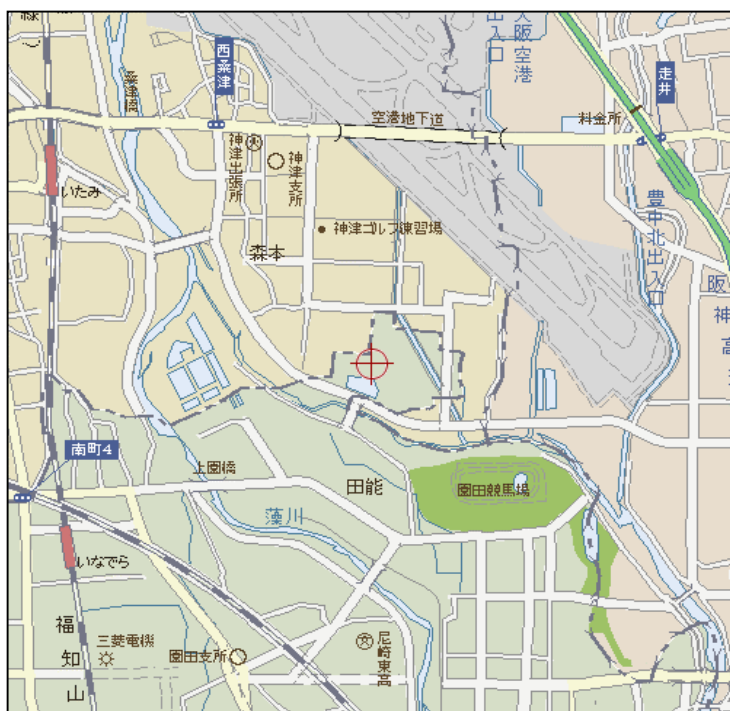 線
西桑津
桑津橋
大阪空港
出入口
走井
空港地下道
料金所
神津出張所
神津支所
いたみ
豊中北出入口
神津ゴルフ練習場
森本
阪神高
南町4
上園橋
田能
園田競馬場
藻川
いなでら
福知山
三菱電機
園田支所
尼崎東高